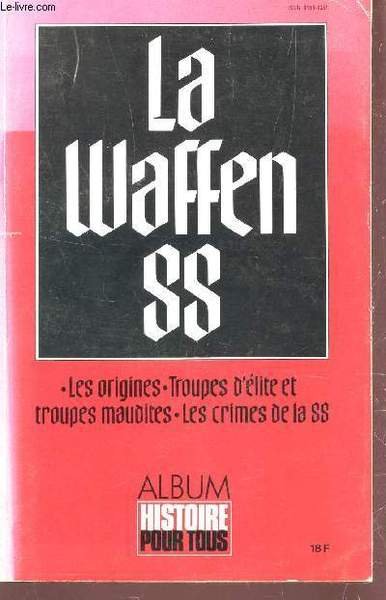 Le-livre.com
La
Waffen
SS
•Les origines•Troupes d'élite et
troupes maudites•Les crimes de la SS
ALBUM
HISTOIRE
POUR TOUS
18 F